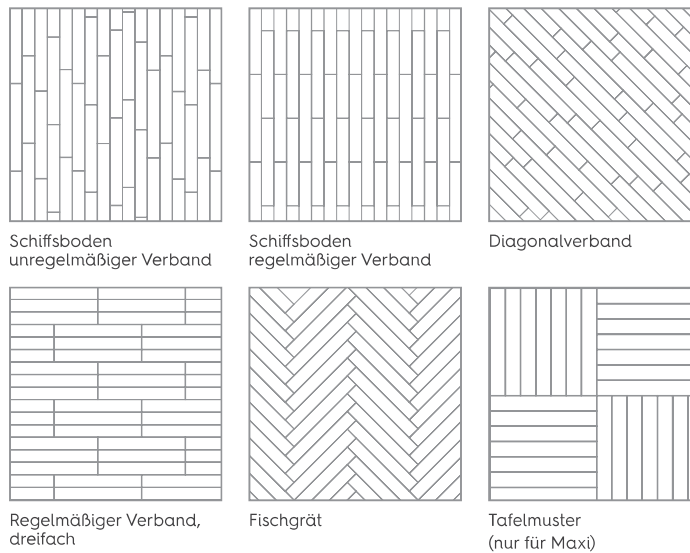 Schiffsboden
unregelmäßiger Verband
Schiffsboden
regelmäßiger Verband
Diagonalverband
Regelmäßiger Verband,
dreifach
Fischgrät
Tafelmuster
(nur für Maxi)